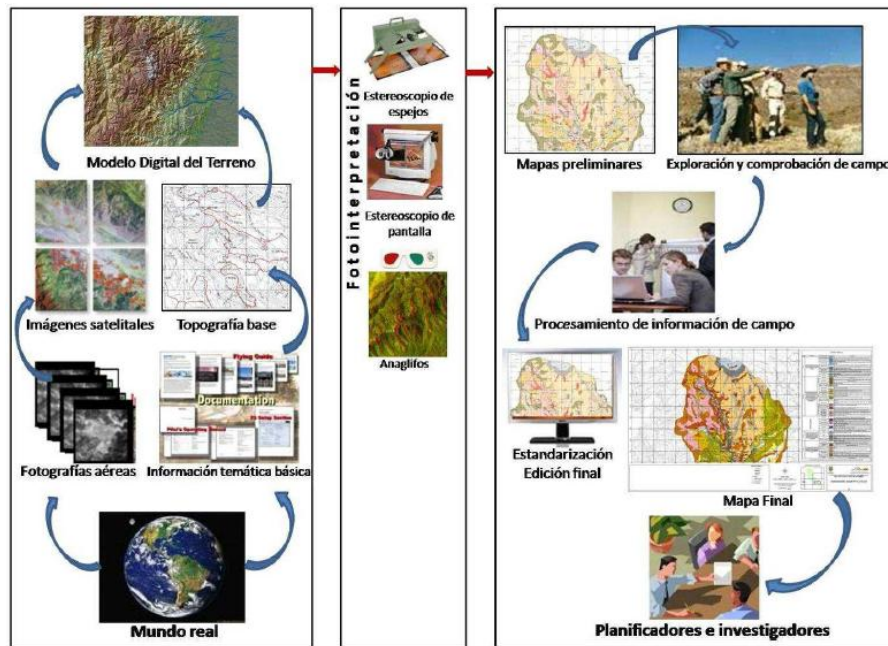 Modelo Digital del Terreno
Imágenes satelitales
Topografía base
Flying Guide
Documentation
Fotografías aéreas
Información temática básica
Mundo real
Fotointerpretación
Estereoscopio de
espejos
Estereoscopio de
pantalla
Anaglifos
Mapas preliminares
Exploración y comprobación de campo
Procesamiento de información de campo
Estandarización
Edición final
Mapa Final
Planificadores e investigadores